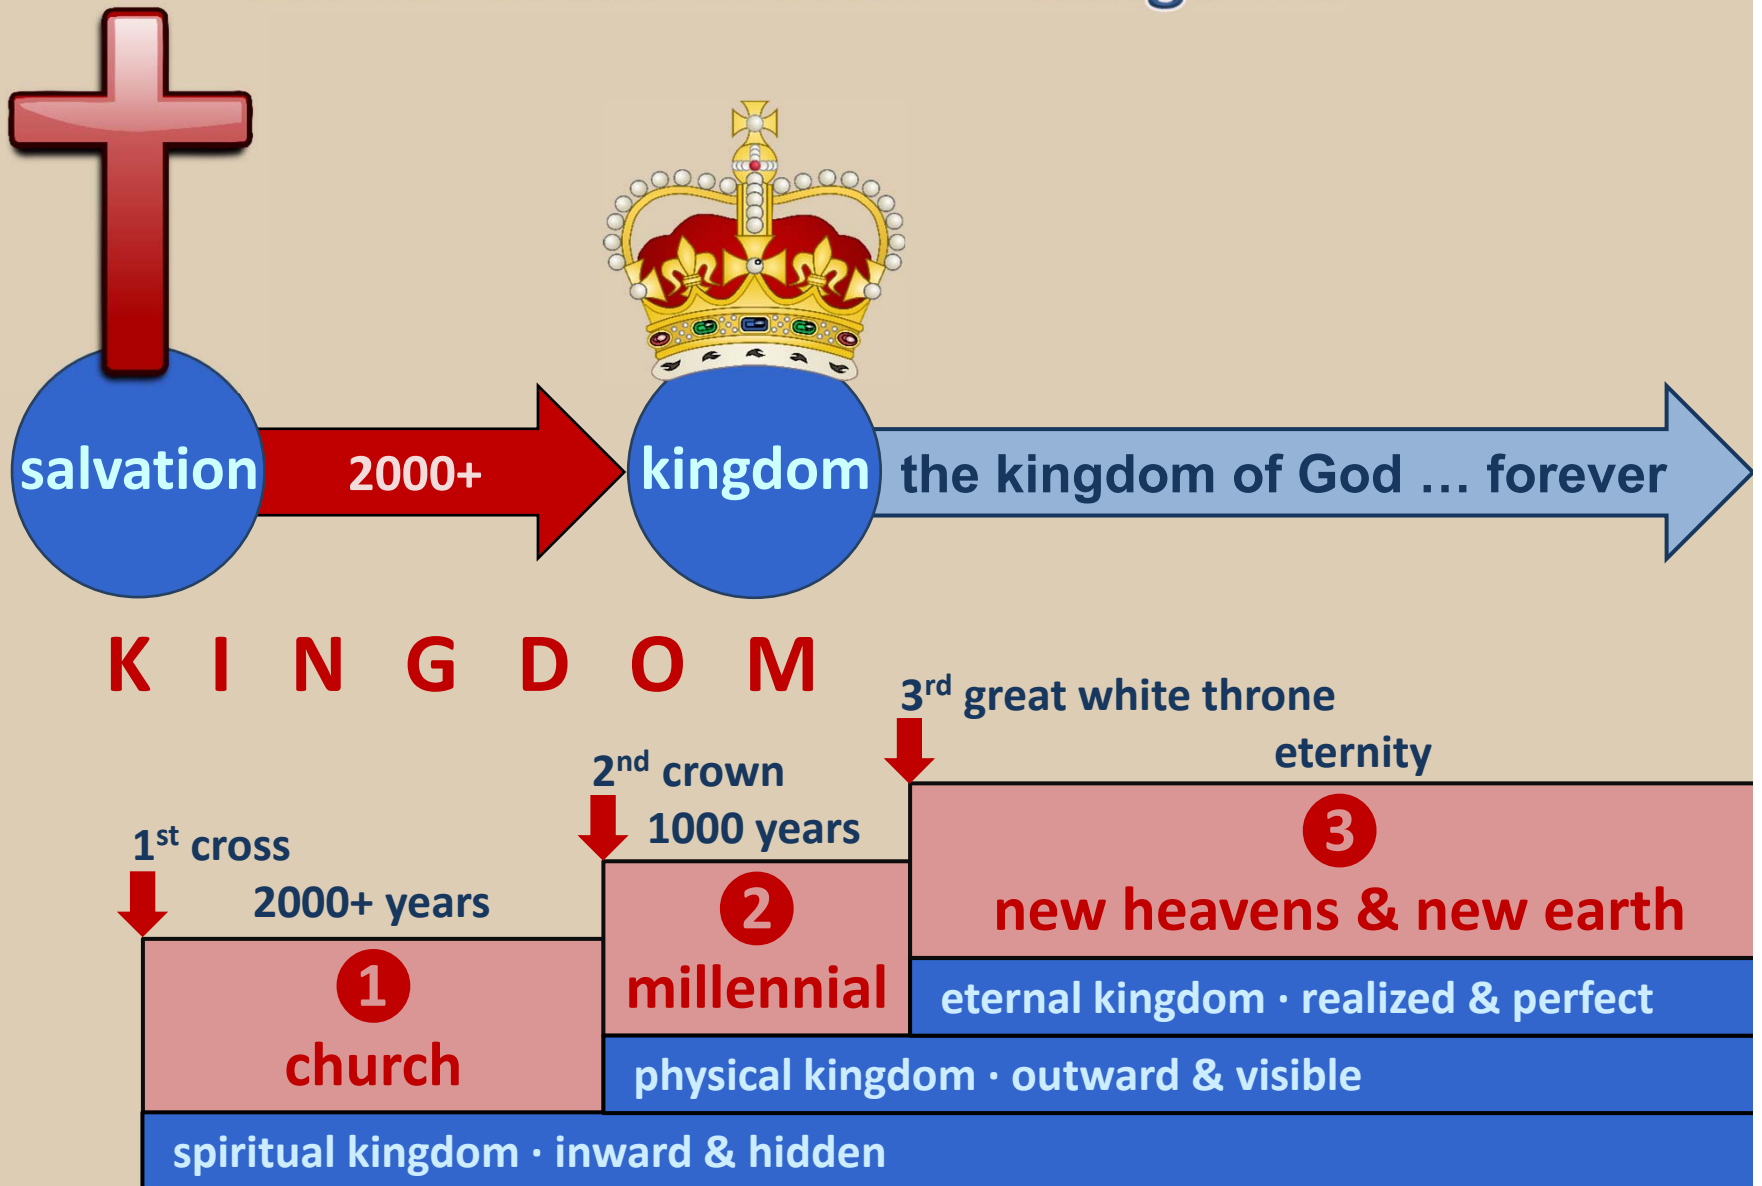 salvation
2000+
kingdom
the kingdom of God ... forever
K I N G D O M
3rd great white throne
eternity
2nd crown
1000 years
1st cross
2000+ years
3
new heavens & new earth
2
millennial
1
church
eternal kingdom · realized & perfect
physical kingdom · outward & visible
spiritual kingdom · inward & hidden